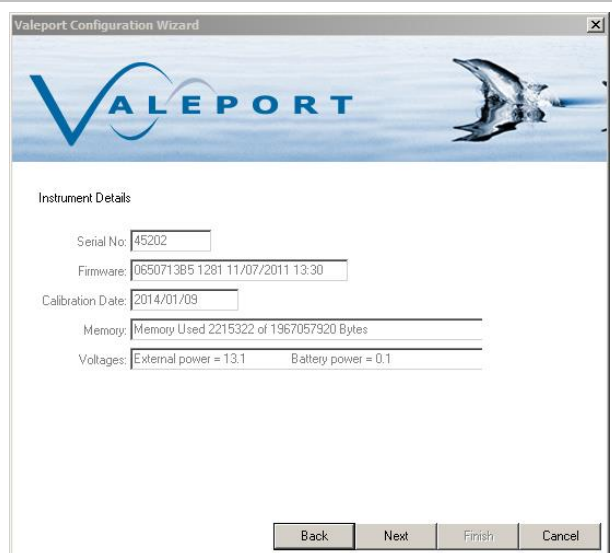 Valeport Configuration Wizard
VALEPORT
Instrument Details
Serial No: 45202
Firmware: 0650713B5 1281 11/07/2011 13:30
Calibration Date: 2014/01/09
Memory: Memory Used 2215322 of 1967057920 Bytes
Voltages: External power = 13.1 Battery power = 0.1
Back Next Finish Cancel